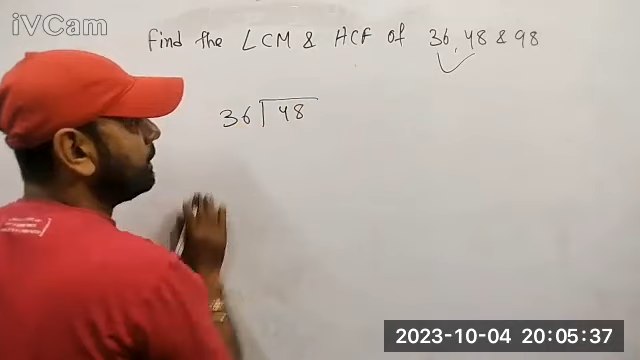 iVCam
Find the LCM & HCF of 36, 48 & 98
36 48
2023-10-04 20:05:37